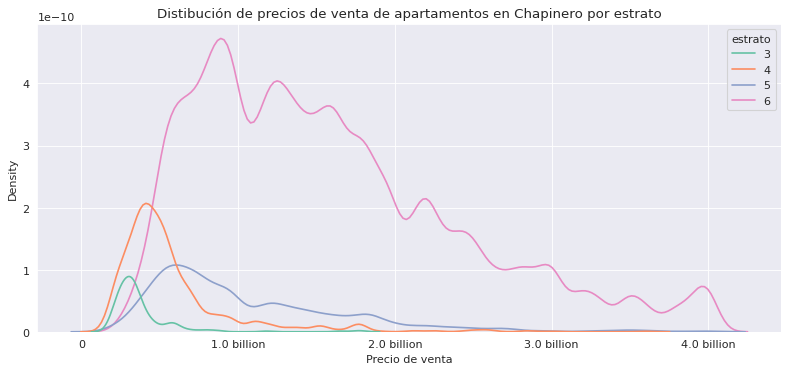 Distibución de precios de venta de apartamentos en Chapinero por estrato
1e−10
estrato
3
4
5
6
4
3
2
1
0
Density
0 1.0 billion 2.0 billion 3.0 billion 4.0 billion
Precio de venta